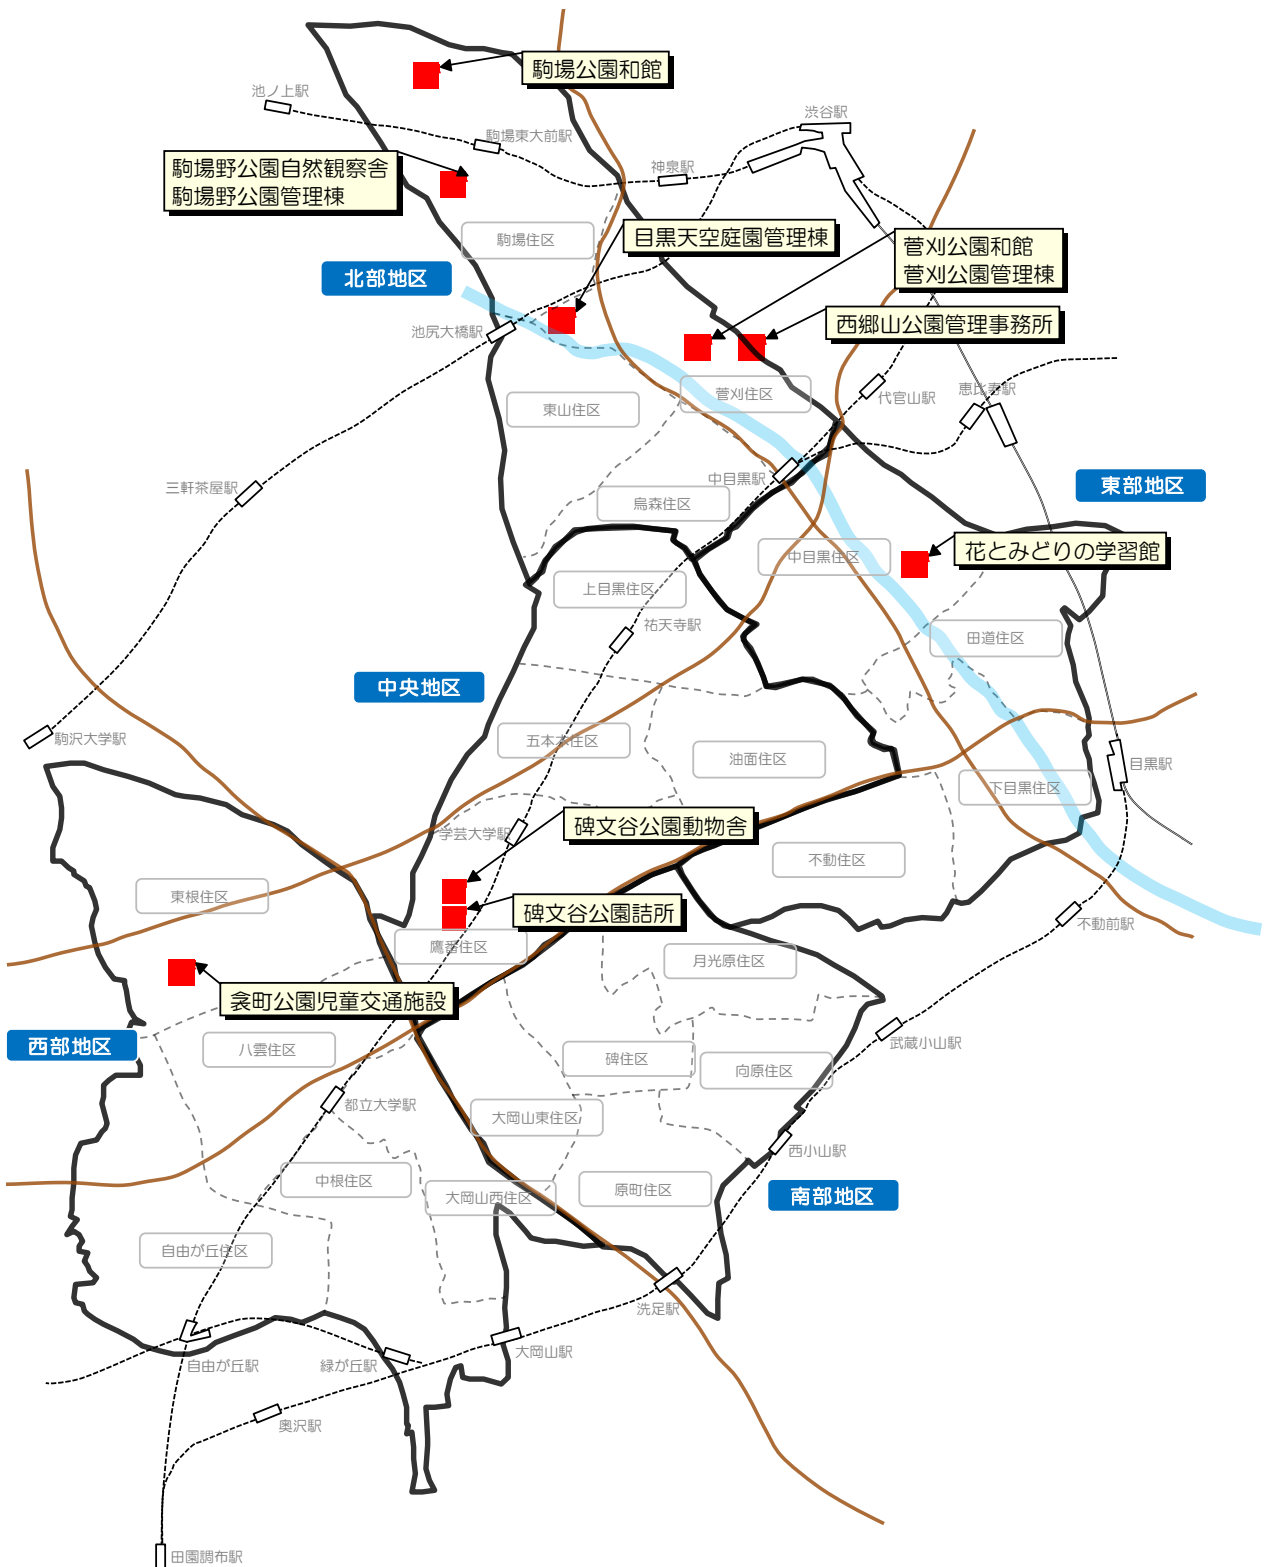 駒場公園和館
池ノ上駅
渋谷駅
駒場東大前駅
神泉駅
駒場野公園自然観察舎
駒場野公園管理棟
目黒天空庭園管理棟
駒場住区
菅刈公園和館
菅刈公園管理棟
北部地区
西郷山公園管理事務所
池尻大橋駅
菅刈住区
恵比寿駅
代官山駅
東山住区
中目黒駅
三軒茶屋駅
東部地区
烏森住区
中目黒住区
花とみどりの学習館
上目黒住区
祐天寺駅
田道住区
中央地区
駒沢大学駅
五本木住区
油面住区
目黒駅
下目黒住区
碑文谷公園動物舎
学芸大学駅
不動住区
東根住区
碑文谷公園詰所
不動前駅
鷹番住区
月光原住区
衾町公園児童交通施設
西部地区
八雲住区
武蔵小山駅
碑住区
向原住区
都立大学駅
大岡山東住区
西小山駅
中根住区
原町住区
大岡山西住区
南部地区
自由が丘住区
洗足駅
大岡山駅
自由が丘駅
緑が丘駅
奥沢駅
田園調布駅